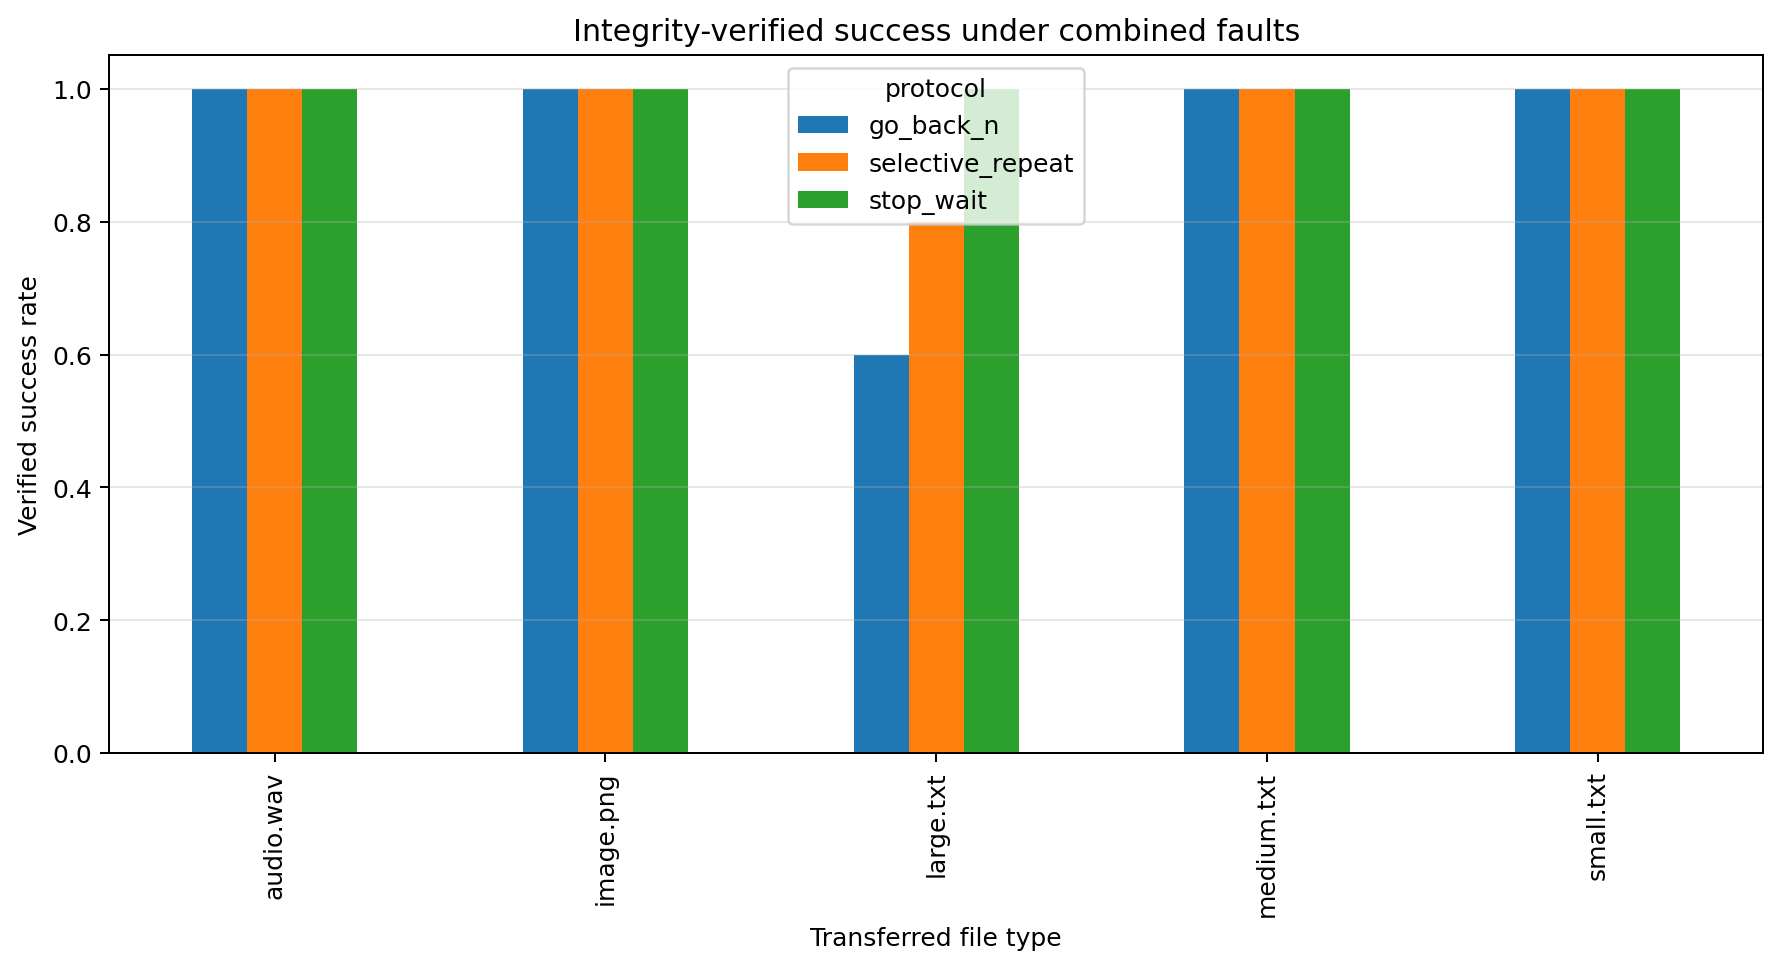 Integrity-verified success under combined faults
protocol
go_back_n
selective_repeat
stop_wait
Verified success rate
1.0
0.8
0.6
0.4
0.2
0.0
audio.wav
image.png
large.txt
medium.txt
small.txt
Transferred file type